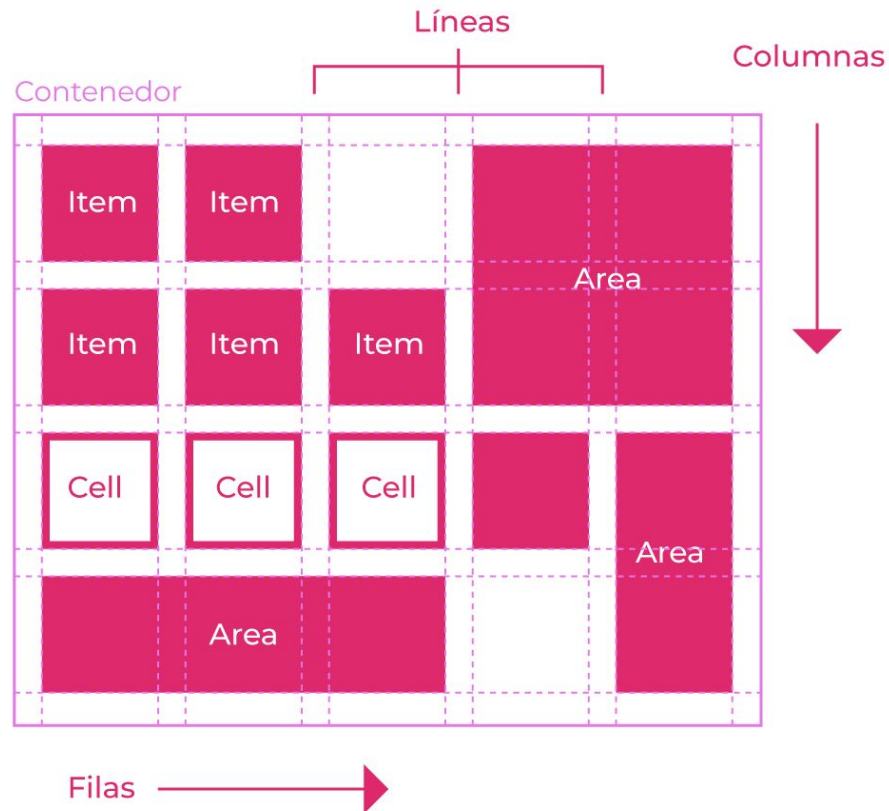 Líneas
Columnas
Contenedor
Item
Item
Area
Item
Item
Item
Cell
Cell
Cell
Area
Area
Filas